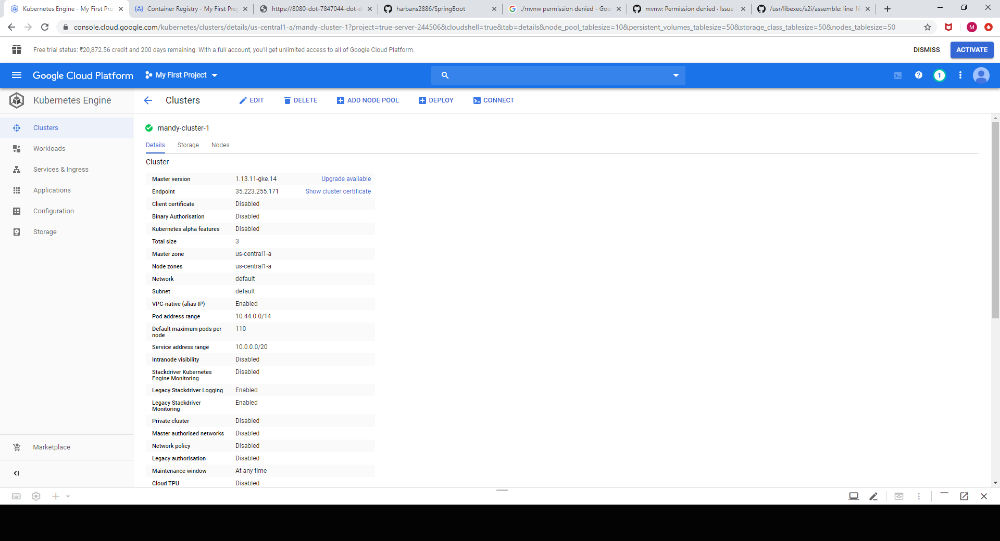 Kubernetes Engine - My First Pro
Container Registry - My First Proj
https://8080-dot-7847044-dot-d
harbans2886/SpringBoot
./mvnw permission denied - Goo
mvnw: Permission denied · Issue
/usr/libexec/s2i/assemble: line 16
console.cloud.google.com/kubernetes/clusters/details/us-central1-a/mandy-cluster-1?project=true-server-244506&cloudshell=true&tab=details&node_pool_tablesize=10&persistent_volumes_tablesize=50&storage_class_tablesize=50&nodes_tablesize=50
M
Free trial status: ₹20,872.56 credit and 200 days remaining. With a full account, you'll get unlimited access to all of Google Cloud Platform.
DISMISS
ACTIVATE
Google Cloud Platform
My First Project
1
Kubernetes Engine
Clusters
EDIT
DELETE
ADD NODE POOL
DEPLOY
CONNECT
Clusters
Workloads
Services & Ingress
Applications
Configuration
Storage
Marketplace
mandy-cluster-1
Details Storage Nodes
Cluster
Master version 1.13.11-gke.14 Upgrade available
Endpoint 35.223.255.171 Show cluster certificate
Client certificate Disabled
Binary Authorisation Disabled
Kubernetes alpha features Disabled
Total size 3
Master zone us-central1-a
Node zones us-central1-a
Network default
Subnet default
VPC-native (alias IP) Enabled
Pod address range 10.44.0.0/14
Default maximum pods per 110
node
Service address range 10.0.0.0/20
Intranode visibility Disabled
Stackdriver Kubernetes Disabled
Engine Monitoring
Legacy Stackdriver Logging Enabled
Legacy Stackdriver Enabled
Monitoring
Private cluster Disabled
Master authorised networks Disabled
Network policy Disabled
Legacy authorisation Disabled
Maintenance window At any time
Cloud TPU Disabled